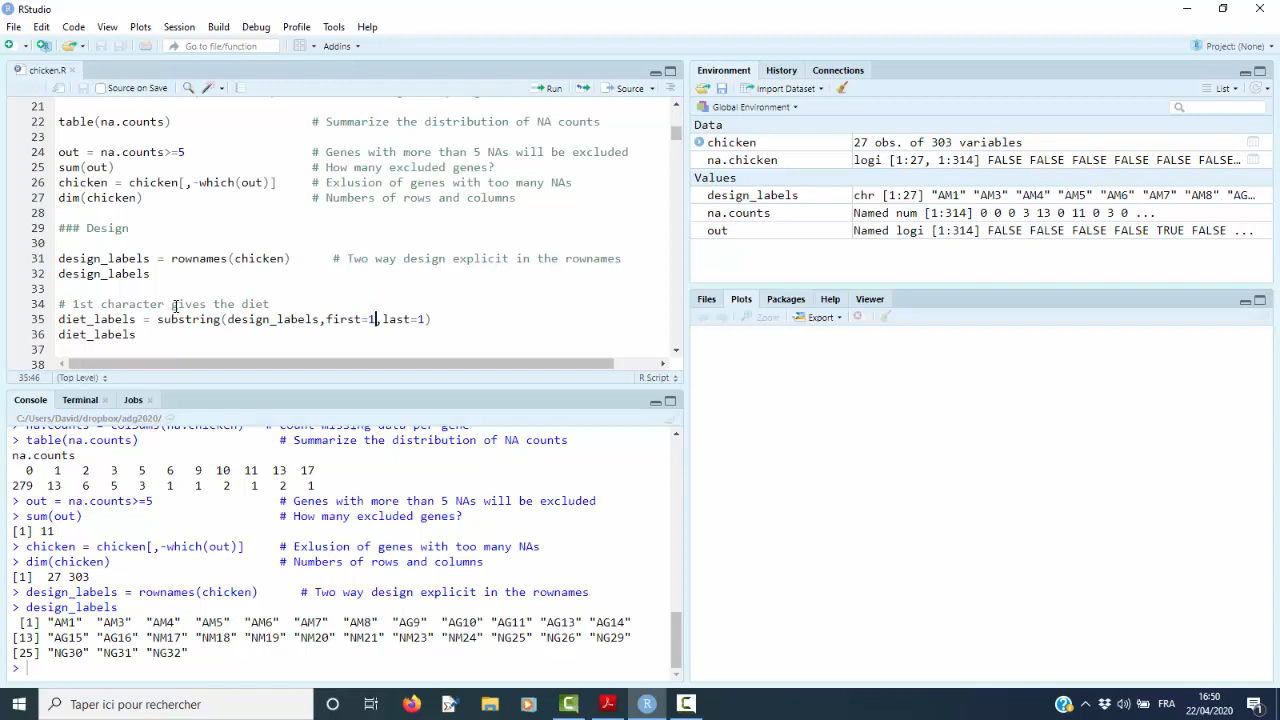 RStudio
File Edit Code View Plots Session Build Debug Profile Tools Help
Go to file/function Addins Project: (None)
chicken.R
Source on Save Run Source
21
22 table(na.counts) # Summarize the distribution of NA counts
23
24 out = na.counts>=5 # Genes with more than 5 NAs will be excluded
25 sum(out) # How many excluded genes?
26 chicken = chicken[,-which(out)] # Exlusion of genes with too many NAs
27 dim(chicken) # Numbers of rows and columns
28
29 ### Design
30
31 design_labels = rownames(chicken) # Two way design explicit in the rownames
32 design_labels
33
34 # 1st character gives the diet
35 diet_labels = substring(design_labels,first=1,last=1)
36 diet_labels
37
38
35:46 (Top Level) R Script
Console Terminal Jobs
C:/Users/David/dropbox/adg2020/
> na.counts = colSums(na.chicken) # Count missing data per gene
> table(na.counts) # Summarize the distribution of NA counts
na.counts
0 1 2 3 5 6 9 10 11 13 17
279 13 6 5 3 1 1 2 1 2 1
> out = na.counts>=5 # Genes with more than 5 NAs will be excluded
> sum(out) # How many excluded genes?
[1] 11
> chicken = chicken[,-which(out)] # Exlusion of genes with too many NAs
> dim(chicken) # Numbers of rows and columns
[1] 27 303
> design_labels = rownames(chicken) # Two way design explicit in the rownames
> design_labels
[1] "AM1" "AM3" "AM4" "AM5" "AM6" "AM7" "AM8" "AG9" "AG10" "AG11" "AG13" "AG14"
[13] "AG15" "AG16" "NM17" "NM18" "NM19" "NM20" "NM21" "NM23" "NM24" "NG25" "NG26" "NG29"
[25] "NG30" "NG31" "NG32"
>
Environment History Connections
Import Dataset List
Global Environment
Data
chicken 27 obs. of 303 variables
na.chicken logi [1:27, 1:314] FALSE FALSE FALSE FALSE FALSE FALSE…
Values
design_labels chr [1:27] "AM1" "AM3" "AM4" "AM5" "AM6" "AM7" "AM8" "AG…
na.counts Named num [1:314] 0 0 0 3 13 0 11 0 3 0 ...
out Named logi [1:314] FALSE FALSE FALSE FALSE TRUE FALSE ...
Files Plots Packages Help Viewer
Zoom Export
Taper ici pour rechercher
FRA
16:50
22/04/2020